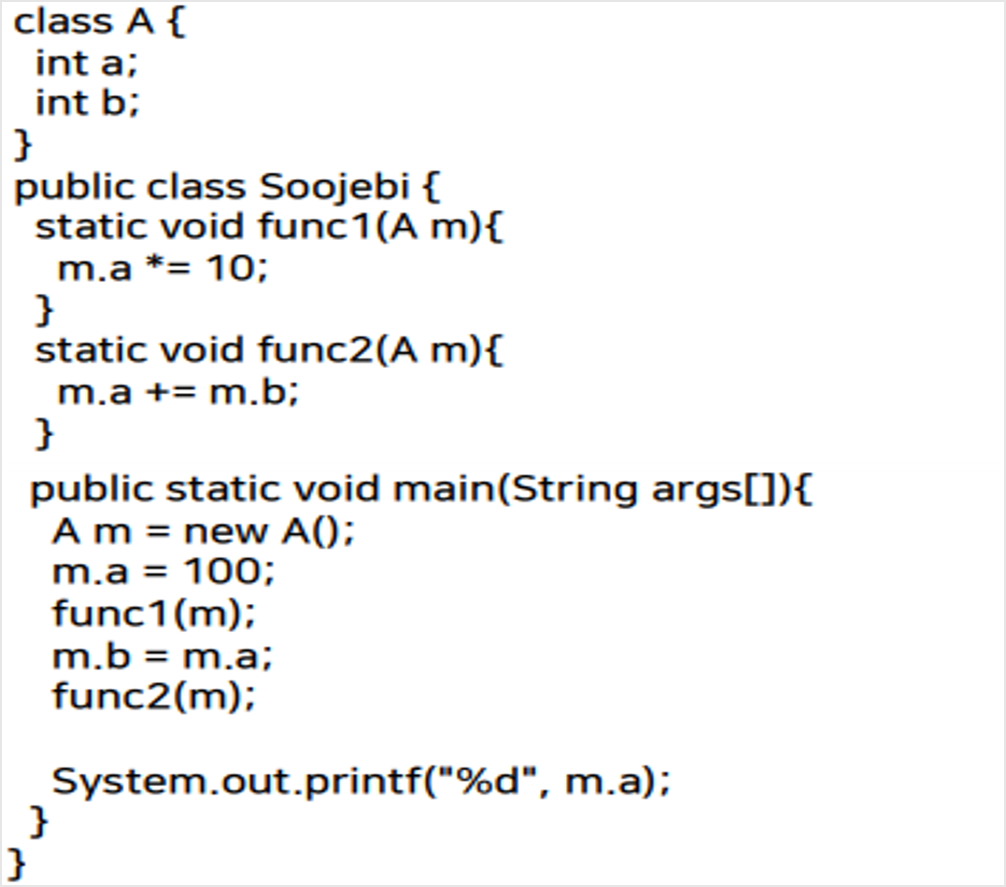 class A {
int a;
int b;
}
public class Soojebi {
static void func1(A m){
m.a *= 10;
}
static void func2(A m){
m.a += m.b;
}
public static void main(String args[]){
A m = new A();
m.a = 100;
func1(m);
m.b = m.a;
func2(m);
System.out.printf("%d", m.a);
}
}